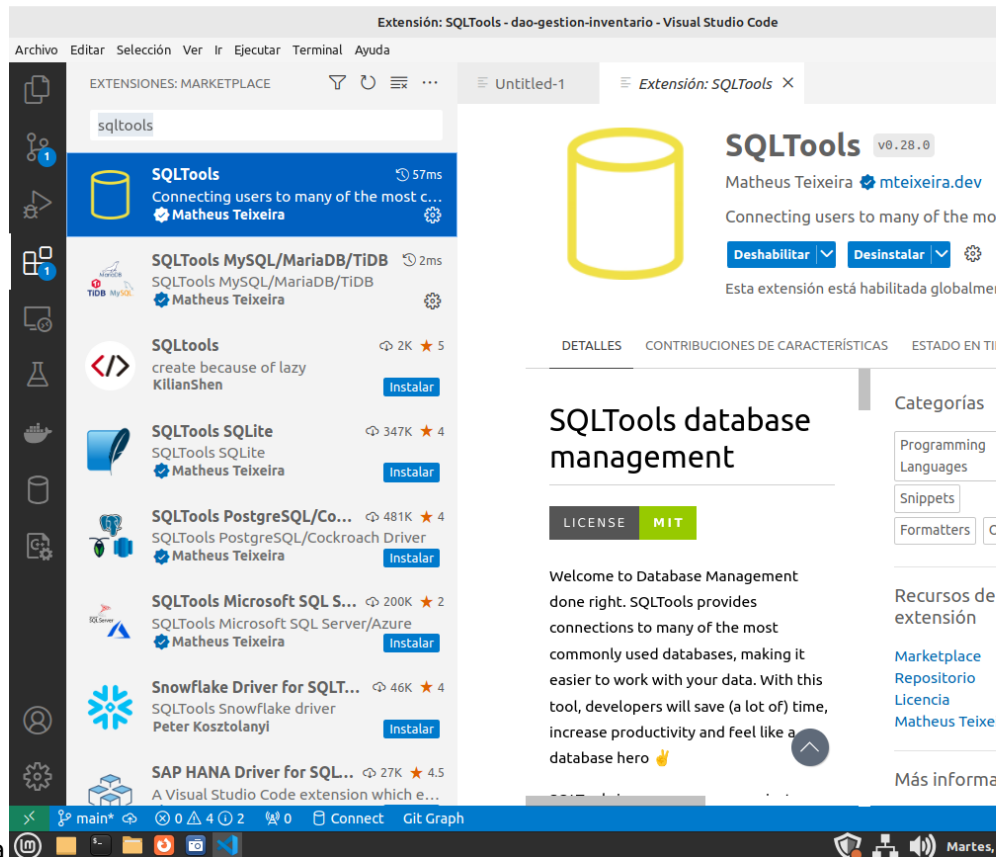 Extensión: SQLTools - dao-gestion-inventario - Visual Studio Code
Archivo Editar Selección Ver Ir Ejecutar Terminal Ayuda
EXTENSIONES: MARKETPLACE
sqltools
SQLTools 57ms
Connecting users to many of the most c...
Matheus Teixeira
SQLTools MySQL/MariaDB/TiDB 2ms
SQLTools MySQL/MariaDB/TiDB
Matheus Teixeira
MariaDB
TiDB MySQL
SQLtools 2K ★ 5
create because of lazy
KilianShen Instalar
SQLTools SQLite 347K ★ 4
SQLTools SQLite
Matheus Teixeira Instalar
SQLTools PostgreSQL/Co... 481K ★ 4
SQLTools PostgreSQL/Cockroach Driver
Matheus Teixeira Instalar
SQLTools Microsoft SQL S... 200K ★ 2
SQLTools Microsoft SQL Server/Azure
Matheus Teixeira Instalar
SQL Server
Snowflake Driver for SQLT... 46K ★ 4
SQLTools Snowflake driver
Peter Kosztolanyi Instalar
SAP HANA Driver for SQL... 27K ★ 4.5
A Visual Studio Code extension which e...
Untitled-1 Extensión: SQLTools ×
SQLTools v0.28.0
Matheus Teixeira mteixeira.dev
Connecting users to many of the mo
Deshabilitar Desinstalar
Esta extensión está habilitada globalme
DETALLES CONTRIBUCIONES DE CARACTERÍSTICAS ESTADO EN TI
SQLTools database
management
LICENSE MIT
Welcome to Database Management
done right. SQLTools provides
connections to many of the most
commonly used databases, making it
easier to work with your data. With this
tool, developers will save (a lot of) time,
increase productivity and feel like a
database hero ✌️
Categorías
Programming
Languages
Snippets
Formatters
Recursos de
extensión
Marketplace
Repositorio
Licencia
Matheus Teixe
Más informa
1
1
main* 0 4 2 0 Connect Git Graph
a
Martes,